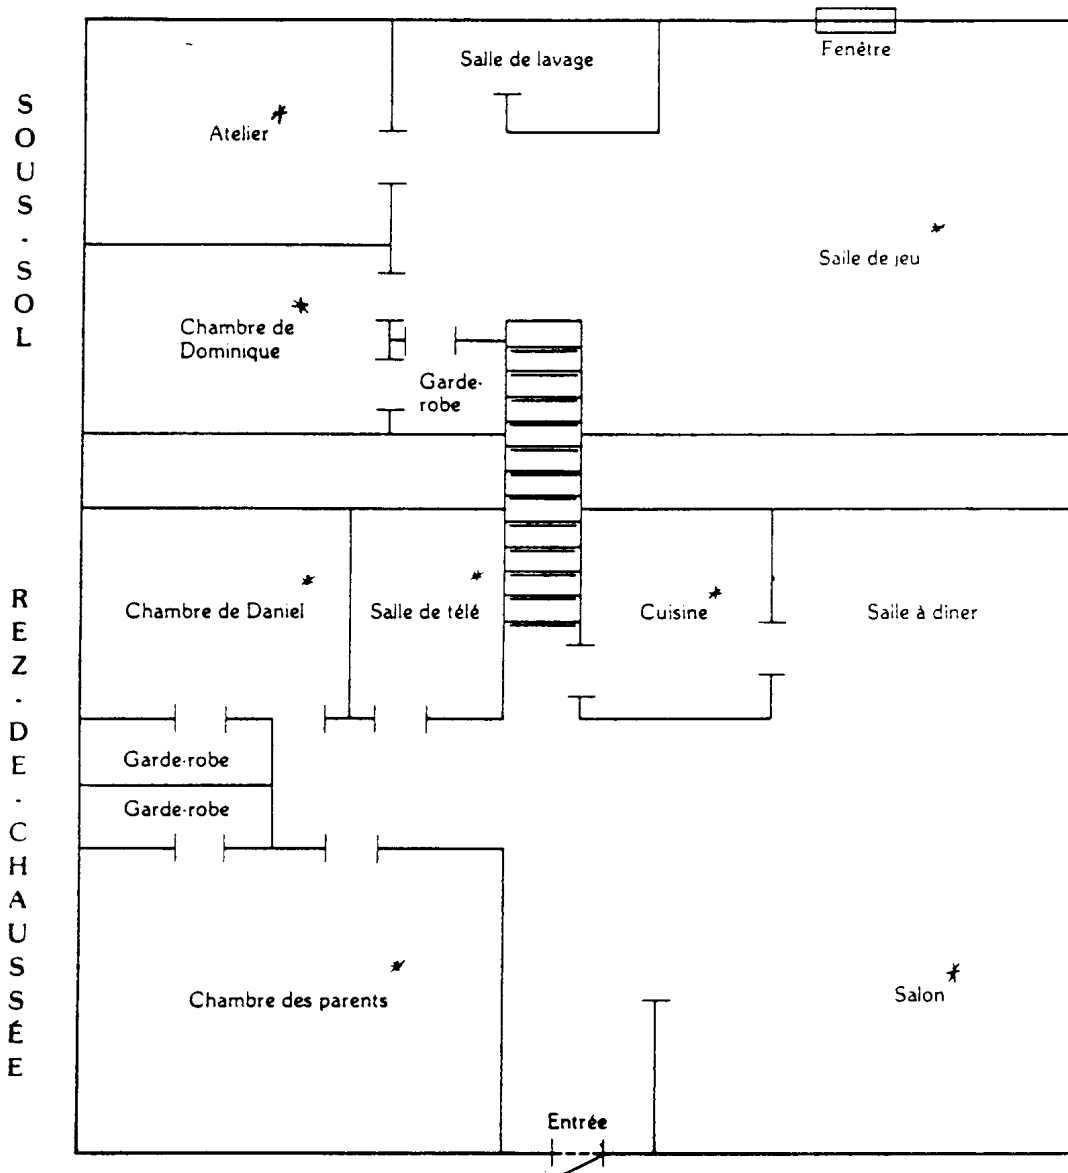 SOUS-SOL
Salle de lavage
Fenêtre
Atelier
Salle de jeu
Chambre de
Dominique
Garde-
robe
REZ-DE-CHAUSSÉE
Chambre de Daniel
Salle de télé
Cuisine
Salle à dîner
Garde-robe
Garde-robe
Chambre des parents
Salon
Entrée